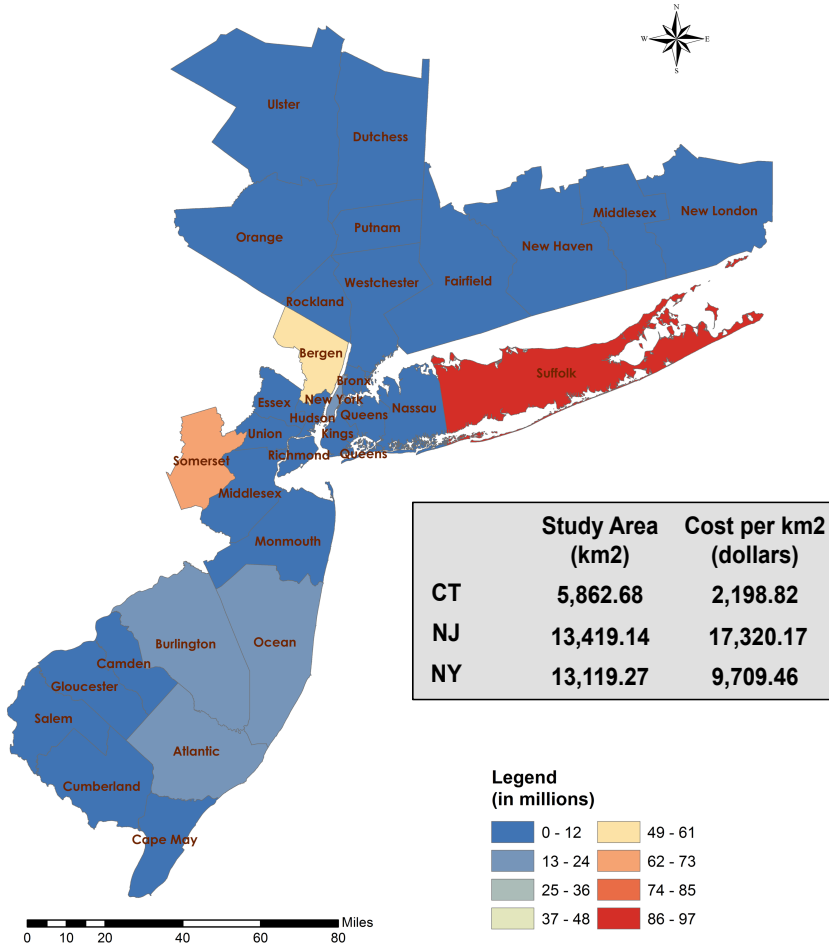 N
W E
S
Ulster
Dutchess
Putnam
Orange
Middlesex
New London
New Haven
Westchester
Fairfield
Rockland
Bergen
Bronx
Suffolk
Essex
New York
Nassau
Hudson
Queens
Union
Kings
Richmond
Queens
Somerset
Middlesex
Monmouth
Study Area Cost per km2
(km2) (dollars)
CT 5,862.68 2,198.82
NJ 13,419.14 17,320.17
NY 13,119.27 9,709.46
Burlington
Ocean
Camden
Gloucester
Salem
Atlantic
Cumberland
Cape May
Legend
(in millions)
0 - 12 49 - 61
13 - 24 62 - 73
25 - 36 74 - 85
37 - 48 86 - 97
Miles
0 10 20 40 60 80